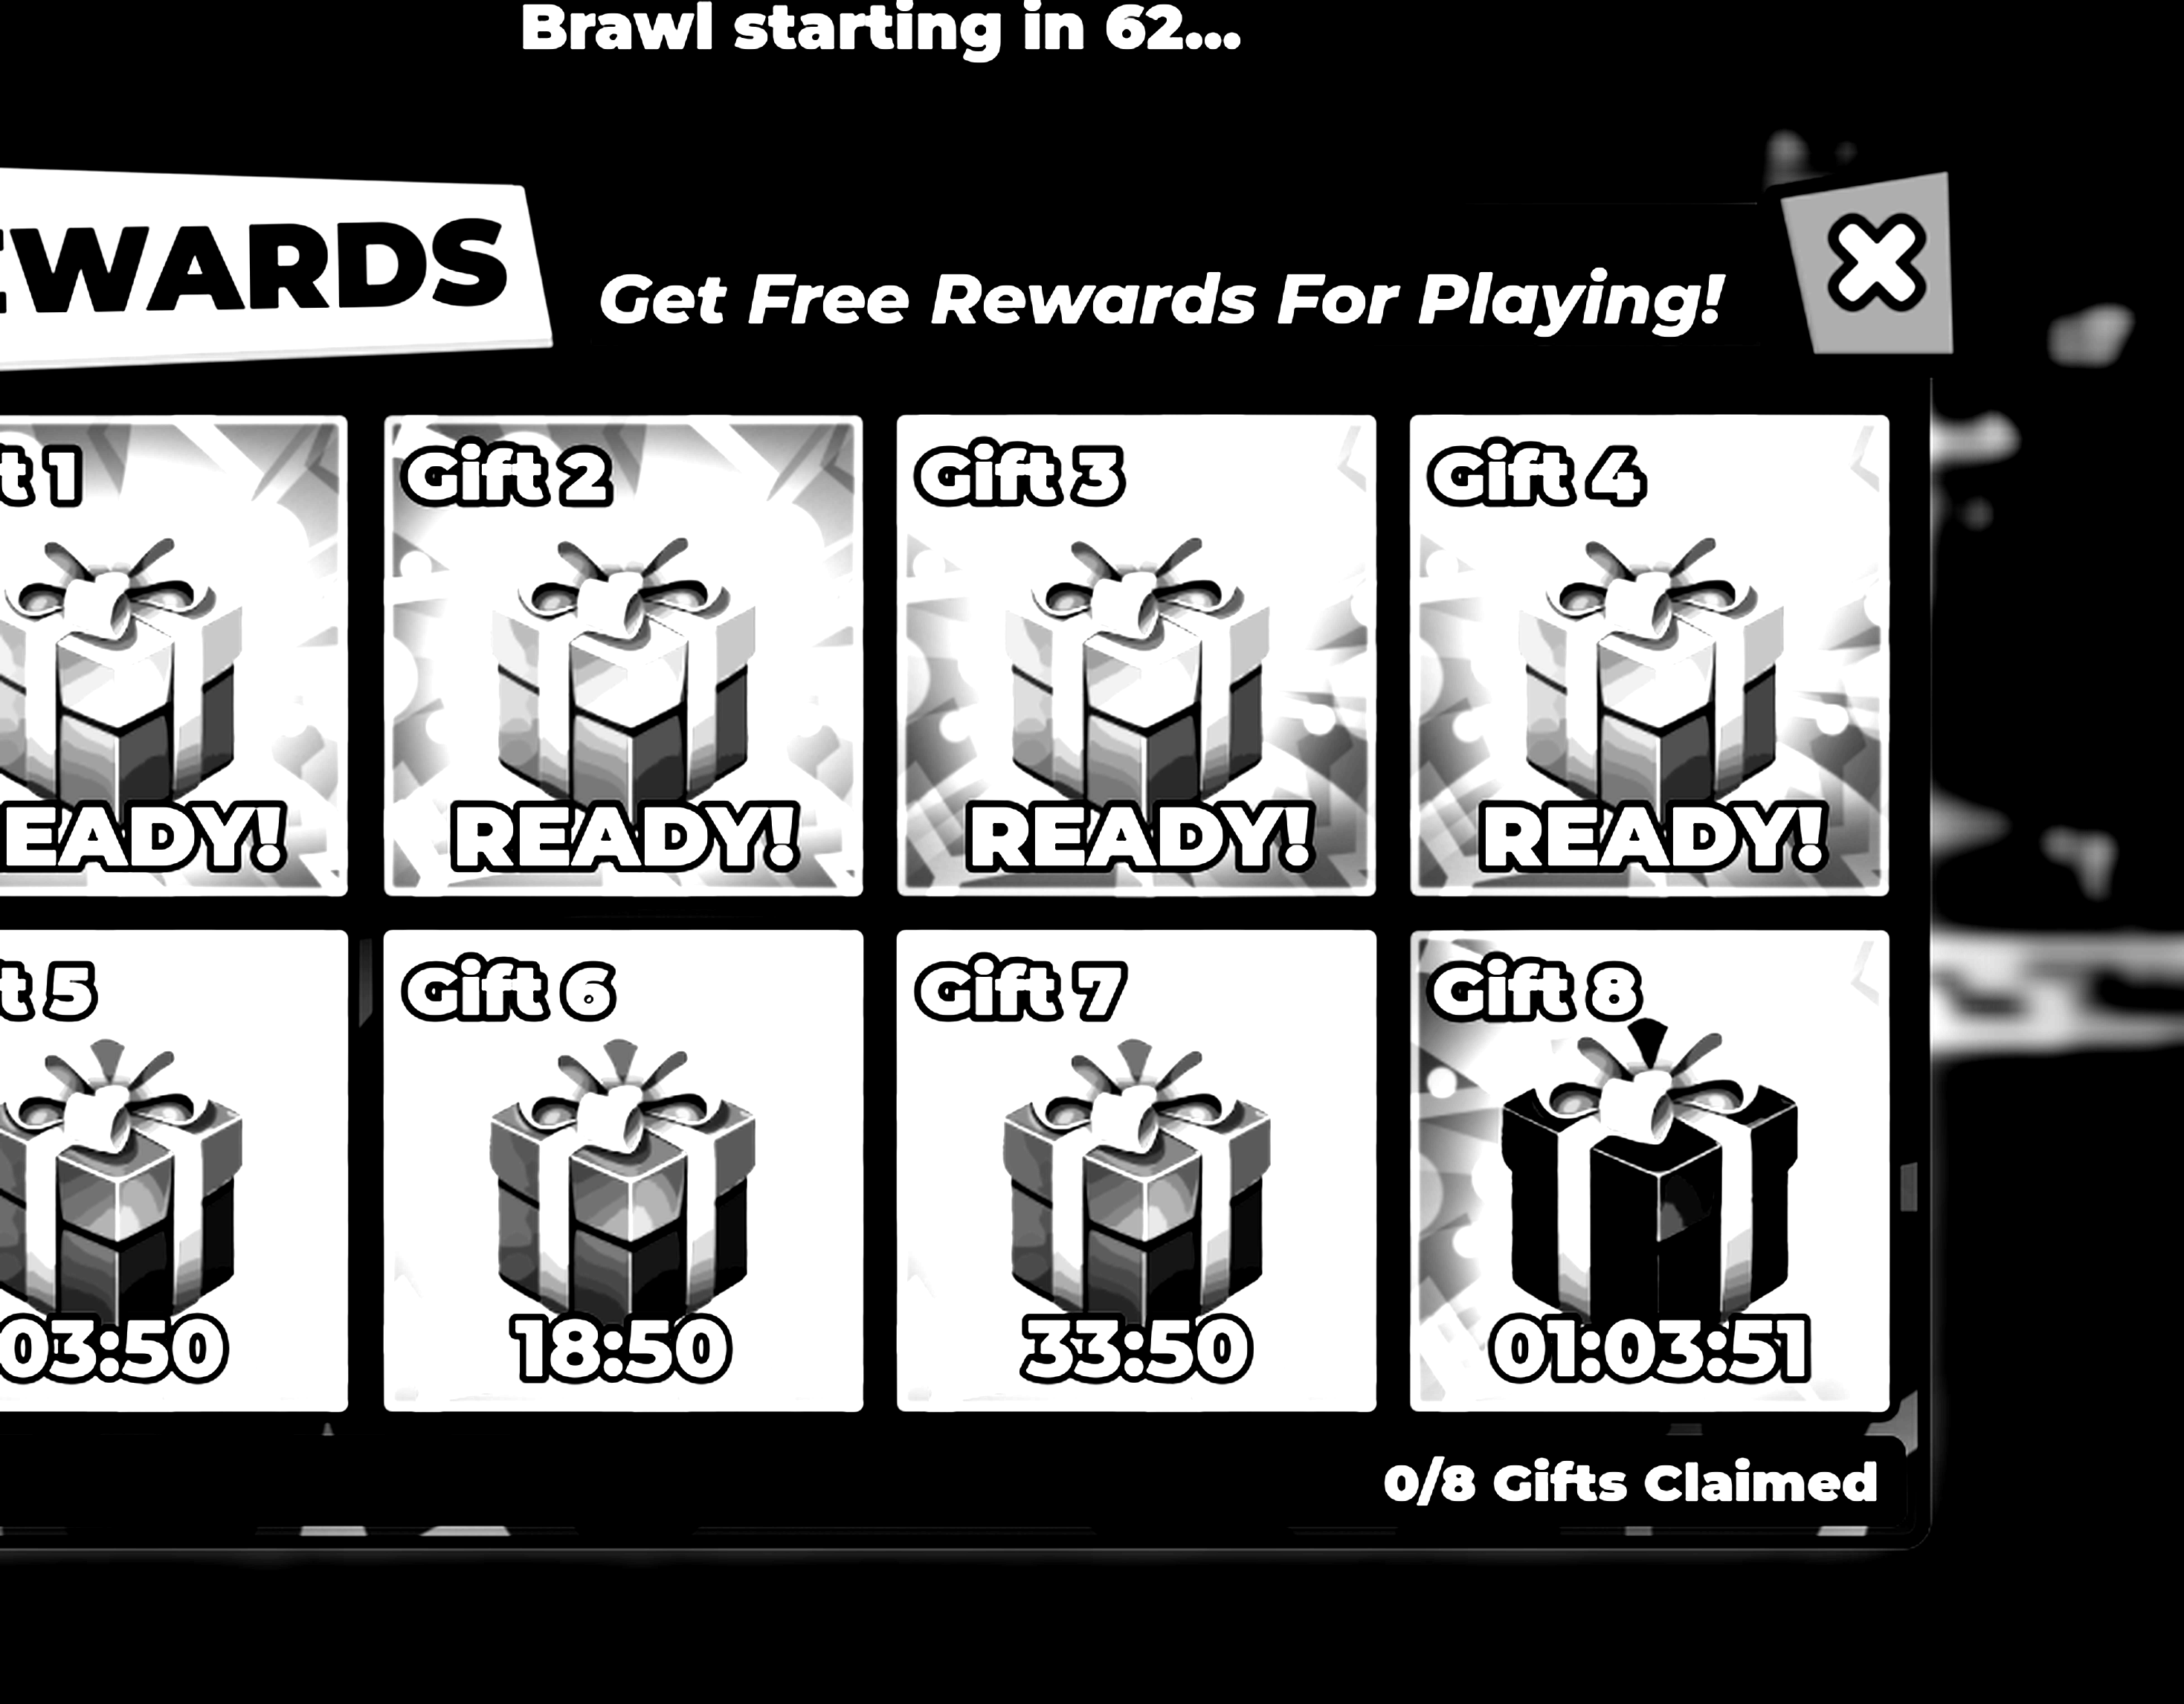 Brawl starting in 62...
EWARDS
Get Free Rewards For Playing!
t 1
Gift 2
Gift 3
Gift 4
EADY!
READY!
READY!
READY!
t 5
Gift 6
Gift 7
Gift 8
03:50
18:50
33:50
01:03:51
0/8 Gifts Claimed